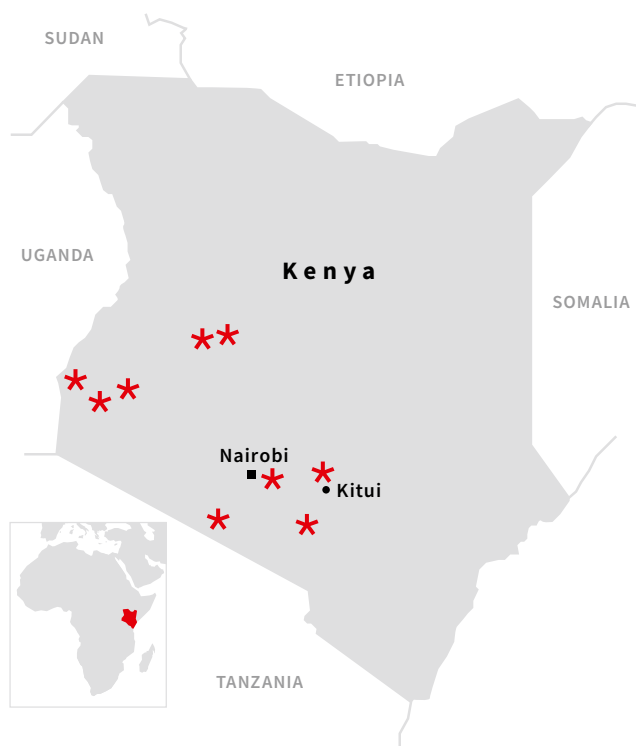 SUDAN
ETIOPIA
UGANDA
Kenya
SOMALIA
Nairobi
Kitui
TANZANIA